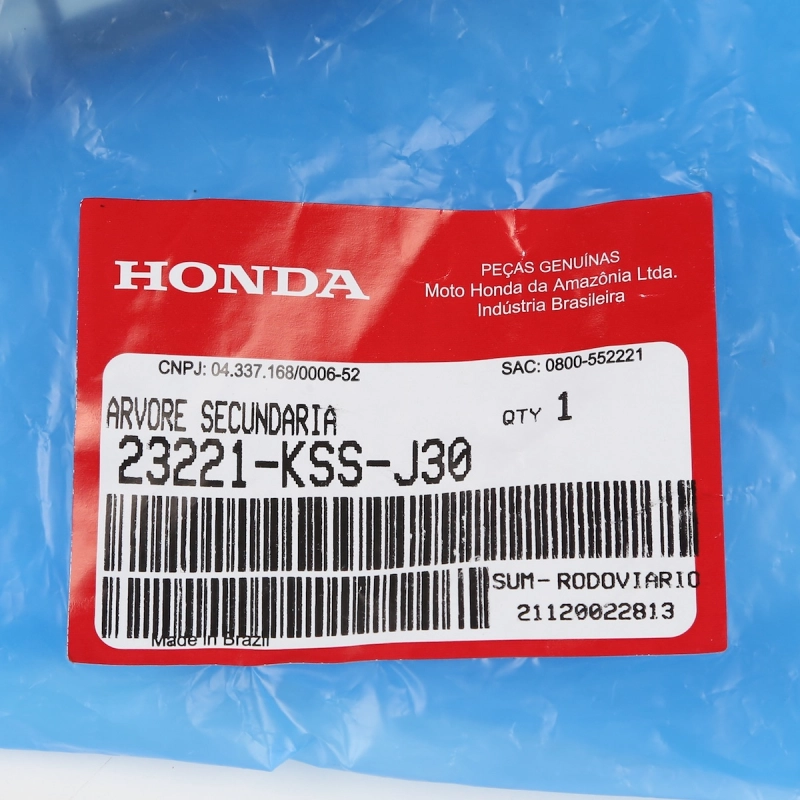 HONDA
PEÇAS GENUÍNAS
Moto Honda da Amazônia Ltda.
Indústria Brasileira
CNPJ: 04.337.168/0006-52
SAC: 0800-552221
ARVORE SECUNDARIA
QTY 1
23221-KSS-J30
SUM-RODOVIARIO
21120022813
Made in Brazil